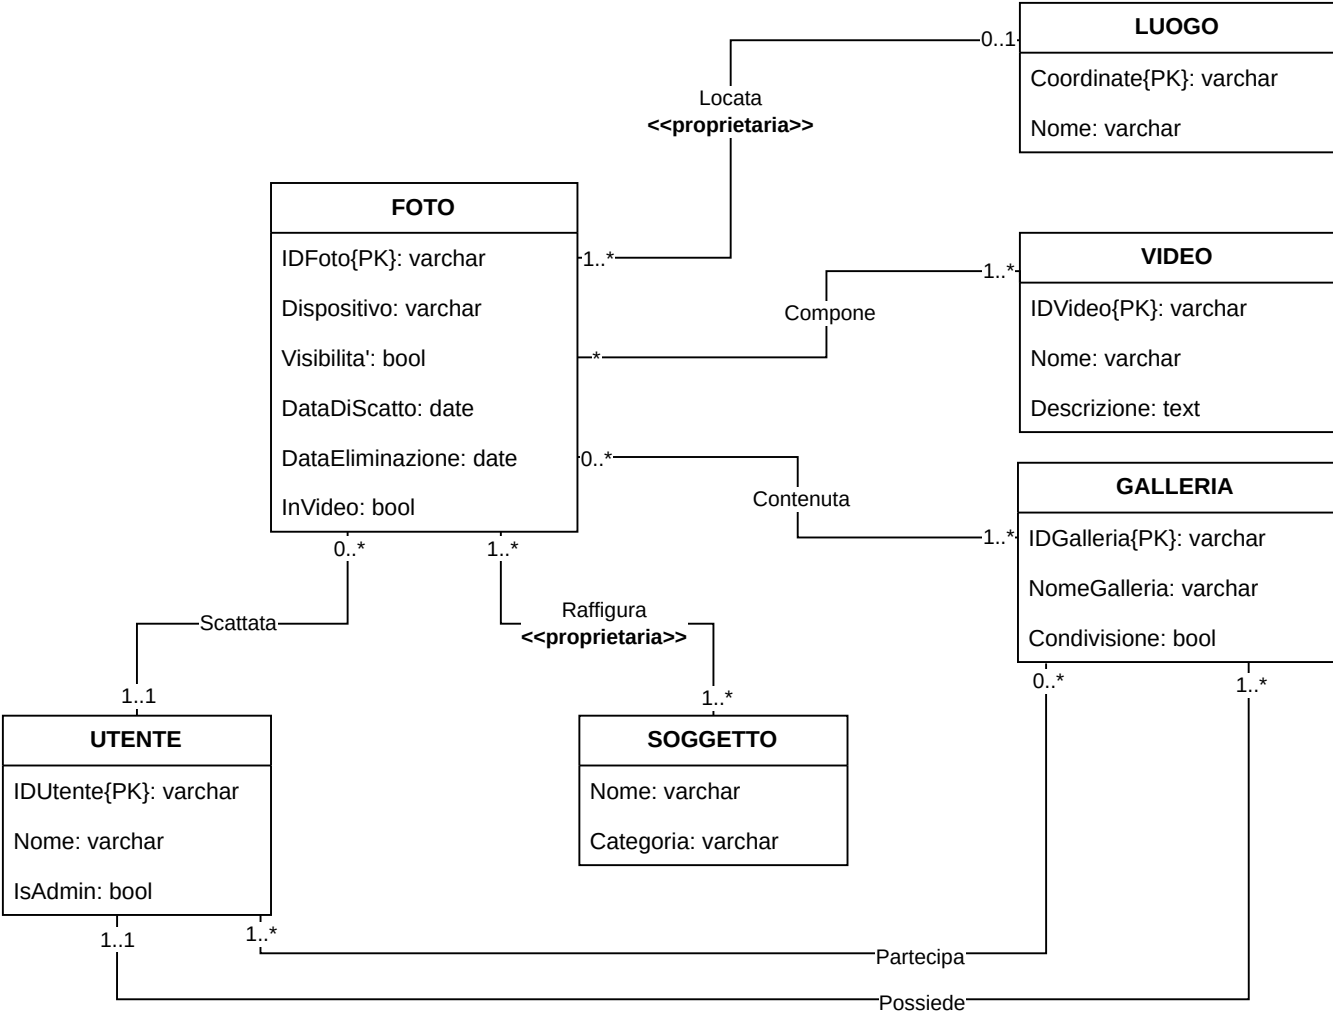 LUOGO
Coordinate{PK}: varchar
Nome: varchar
0..1
Locata
<<proprietaria>>
1..*
FOTO
IDFoto{PK}: varchar
Dispositivo: varchar
Visibilita': bool
DataDiScatto: date
DataEliminazione: date
InVideo: bool
VIDEO
IDVideo{PK}: varchar
Nome: varchar
Descrizione: text
1..*
Compone
*
0..*
Contenuta
1..*
GALLERIA
IDGalleria{PK}: varchar
NomeGalleria: varchar
Condivisione: bool
0..*
1..*
Scattata
Raffigura
<<proprietaria>>
1..1
1..*
0..*
1..*
UTENTE
IDUtente{PK}: varchar
Nome: varchar
IsAdmin: bool
SOGGETTO
Nome: varchar
Categoria: varchar
1..1
1..*
Partecipa
Possiede